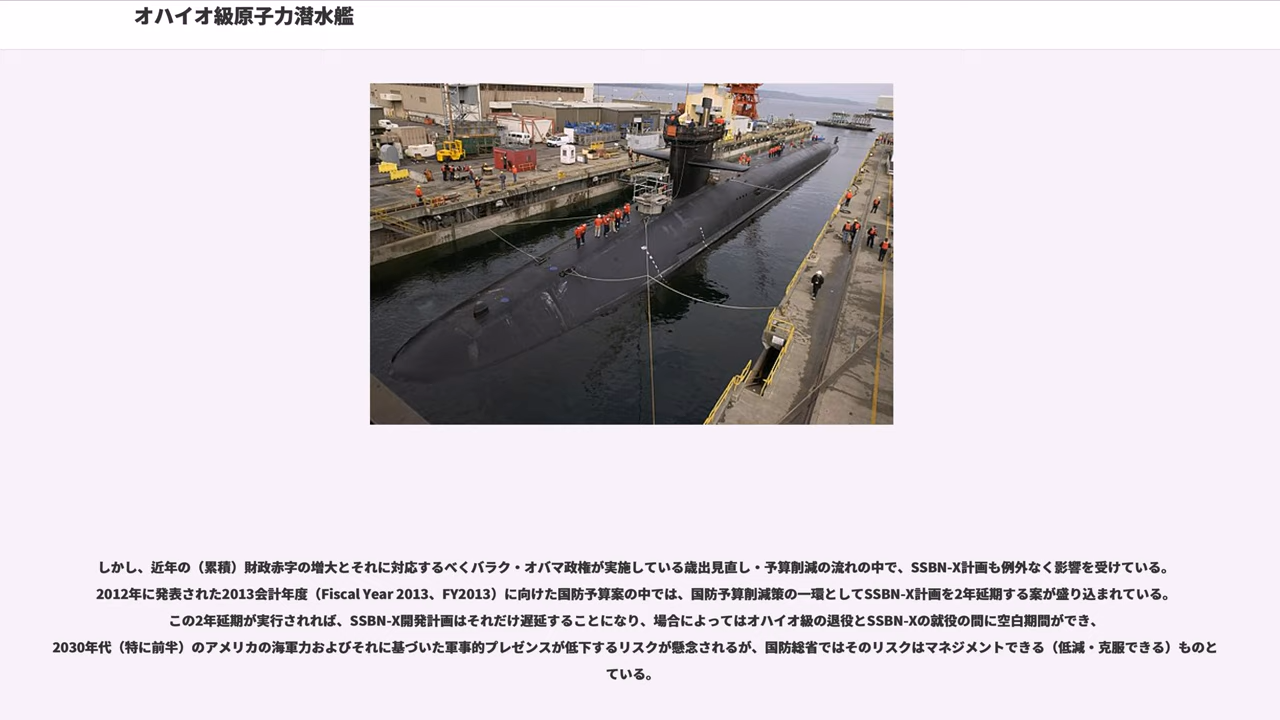 オハイオ級原子力潜水艦
しかし、近年の（累積）財政赤字の増大とそれに対応するべくバラク・オバマ政権が実施している歳出見直し・予算削減の流れの中で、SSBN-X計画も例外なく影響を受けている。
2012年に発表された2013会計年度（Fiscal Year 2013、FY2013）に向けた国防予算案の中では、国防予算削減策の一環としてSSBN-X計画を2年延期する案が盛り込まれている。
この2年延期が実行されれば、SSBN-X開発計画はそれだけ遅延することになり、場合によってはオハイオ級の退役とSSBN-Xの就役の間に空白期間ができ、
2030年代（特に前半）のアメリカの海軍力およびそれに基づいた軍事的プレゼンスが低下するリスクが懸念されるが、国防総省ではそのリスクはマネジメントできる（低減・克服できる）ものと
ている。